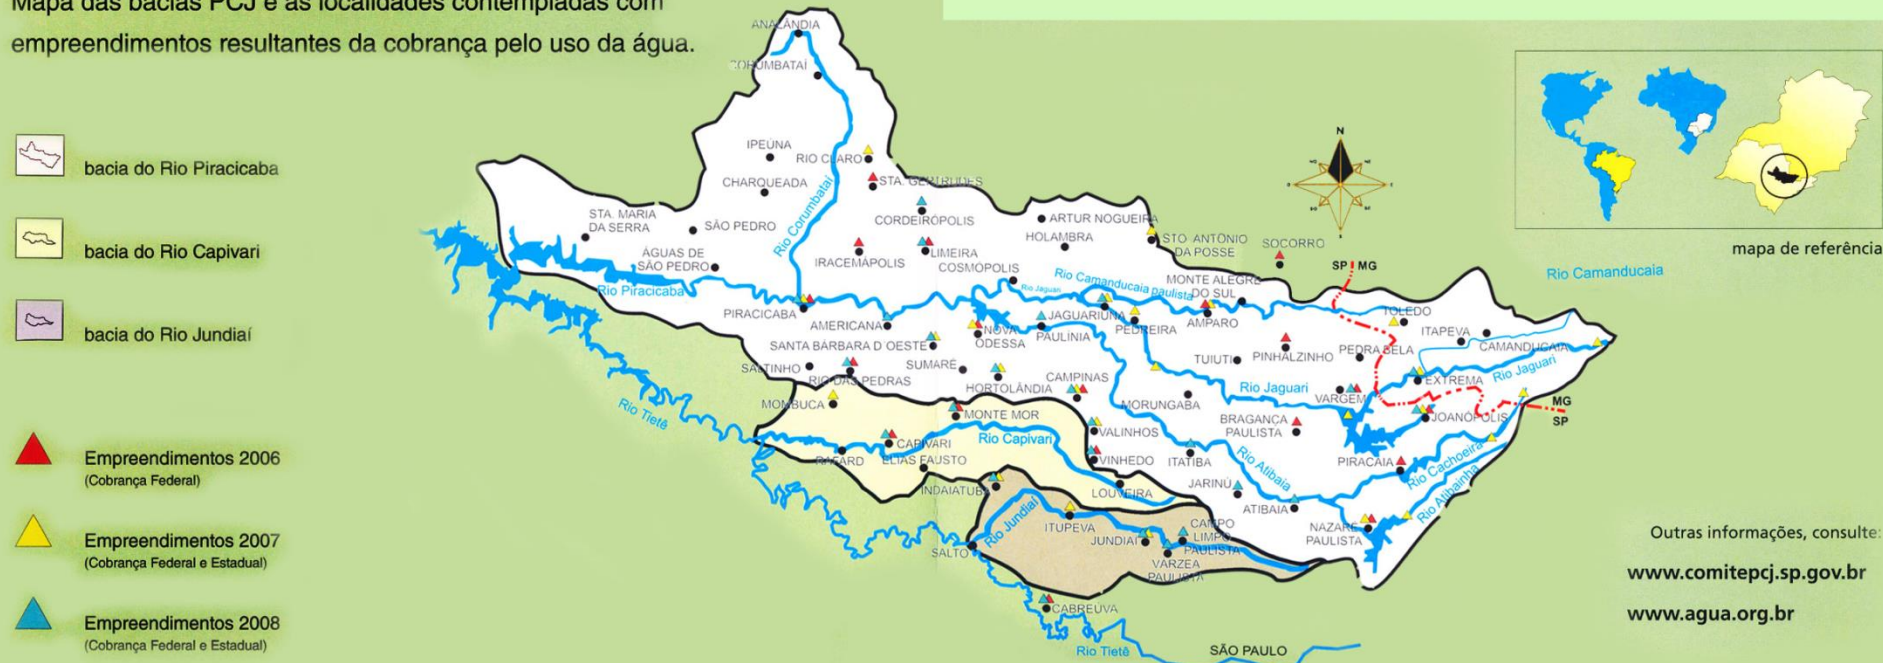 Mapa das bacias PCJ e as localidades contempladas com
empreendimentos resultantes da cobrança pelo uso da água.
bacia do Rio Piracicaba
bacia do Rio Capivari
bacia do Rio Jundiaí
Empreendimentos 2006
(Cobrança Federal)
Empreendimentos 2007
(Cobrança Federal e Estadual)
Empreendimentos 2008
(Cobrança Federal e Estadual)
ANALÂNDIA
CORUMBATAÍ
IPEÚNA
RIO CLARO
CHARQUEADA
STA. GERTRUDES
Rio Corumbataí
STA. MARIA
DA SERRA
SÃO PEDRO
CORDEIRÓPOLIS
ARTUR NOGUEIRA
HOLAMBRA
STO. ANTÔNIO
DA POSSE
SOCORRO
ÁGUAS DE
SÃO PEDRO
IRACEMÁPOLIS
LIMEIRA
COSMÓPOLIS
Rio Piracicaba
Rio Jaguari
Rio Camanducaia paulista
MONTE ALEGRE
DO SUL
SP
MG
N
PIRACICABA
AMERICANA
NOVA
ODESSA
PAULÍNIA
JAGUARIÚNA
PEDREIRA
AMPARO
TOLEDO
ITAPEVA
CAMANDUCAIA
SANTA BÁRBARA D´OESTE
SUMARÉ
HORTOLÂNDIA
CAMPINAS
TUIUTI
PINHALZINHO
PEDRA BELA
EXTREMA
Rio Jaguari
SALTINHO
RIO DAS PEDRAS
MOMBUCA
MONTE MOR
MORUNGABA
Rio Jaguari
VARGEM
JOANÓPOLIS
MG
SP
Rio Tietê
CAPIVARI
RAFARD
ELIAS FAUSTO
Rio Capivari
VALINHOS
VINHEDO
ITATIBA
BRAGANÇA
PAULISTA
PIRACAIA
Rio Cachoeira
Rio Atibainha
Rio Atibaia
INDAIATUBA
LOUVEIRA
JARINÚ
ATIBAIA
NAZARÉ
PAULISTA
SALTO
Rio Jundiaí
ITUPEVA
JUNDIAÍ
CAMPO
LIMPO
PAULISTA
VÁRZEA
PAULISTA
CABREÚVA
Rio Tietê
SÃO PAULO
mapa de referência
Rio Camanducaia
Outras informações, consulte:
www.comitepcj.sp.gov.br
www.agua.org.br